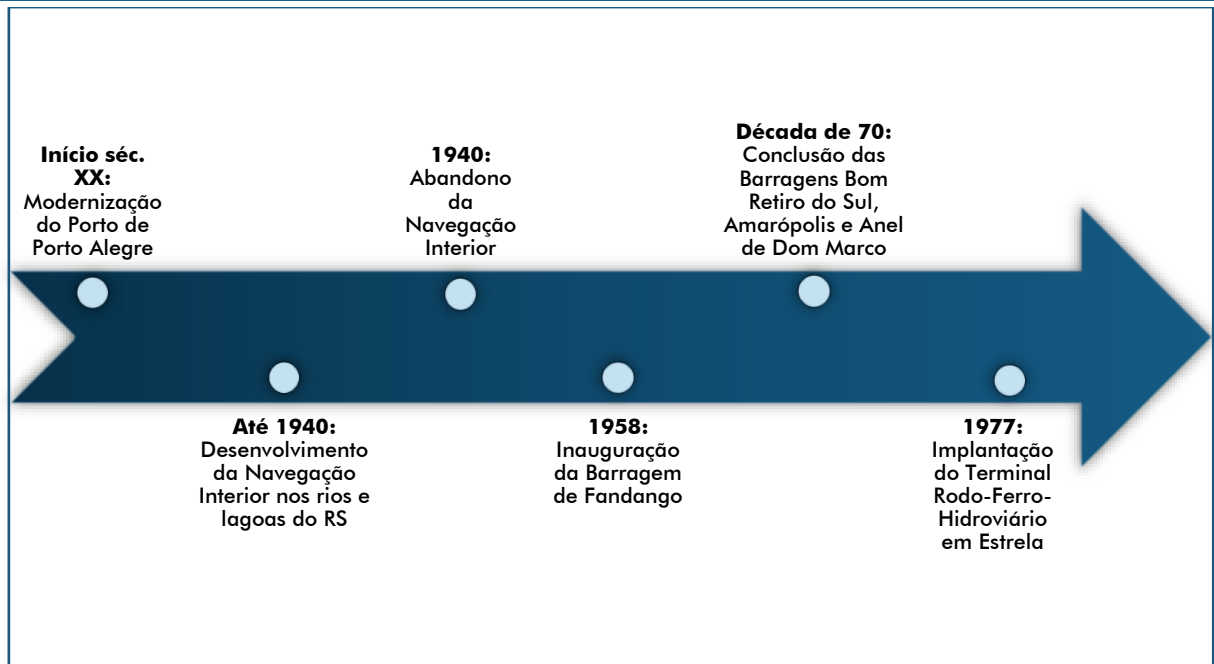 Início séc.
XX:
Modernização
do Porto de
Porto Alegre
Até 1940:
Desenvolvimento
da Navegação
Interior nos rios e
lagoas do RS
1940:
Abandono
da
Navegação
Interior
1958:
Inauguração
da Barragem
de Fandango
Década de 70:
Conclusão das
Barragens Bom
Retiro do Sul,
Amarópolis e Anel
de Dom Marco
1977:
Implantação
do Terminal
Rodo-Ferro-
Hidroviário
em Estrela